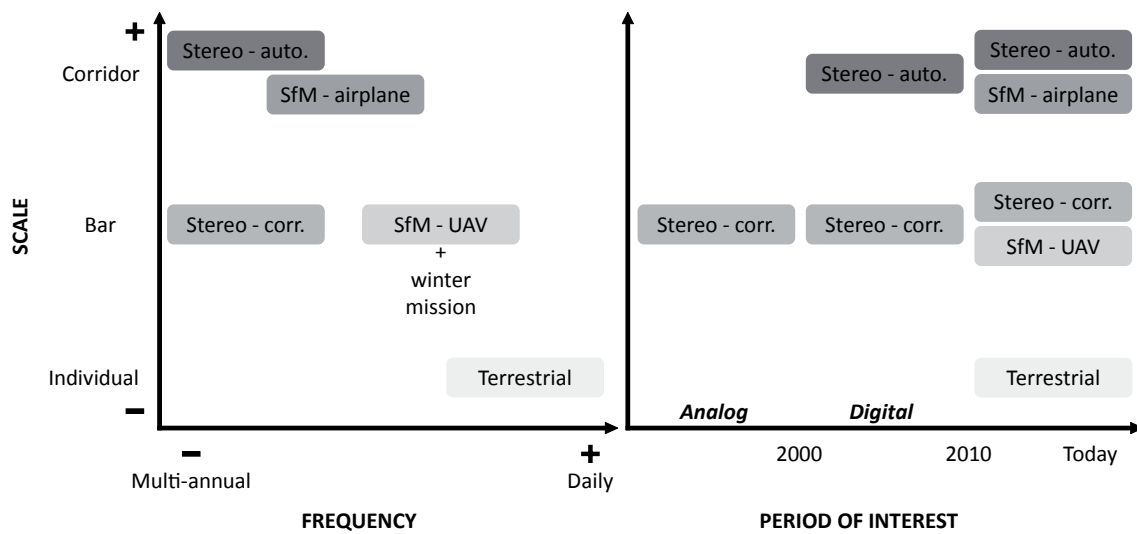 +
Corridor
SCALE
Bar
Individual
−
Stereo - auto.
SfM - airplane
Stereo - corr.
SfM - UAV
+
winter
mission
Terrestrial
−
+
Multi-annual
Daily
FREQUENCY
Stereo - auto.
Stereo - auto.
SfM - airplane
Stereo - corr.
Stereo - corr.
Stereo - corr.
SfM - UAV
Terrestrial
Analog
Digital
2000
2010
Today
PERIOD OF INTEREST